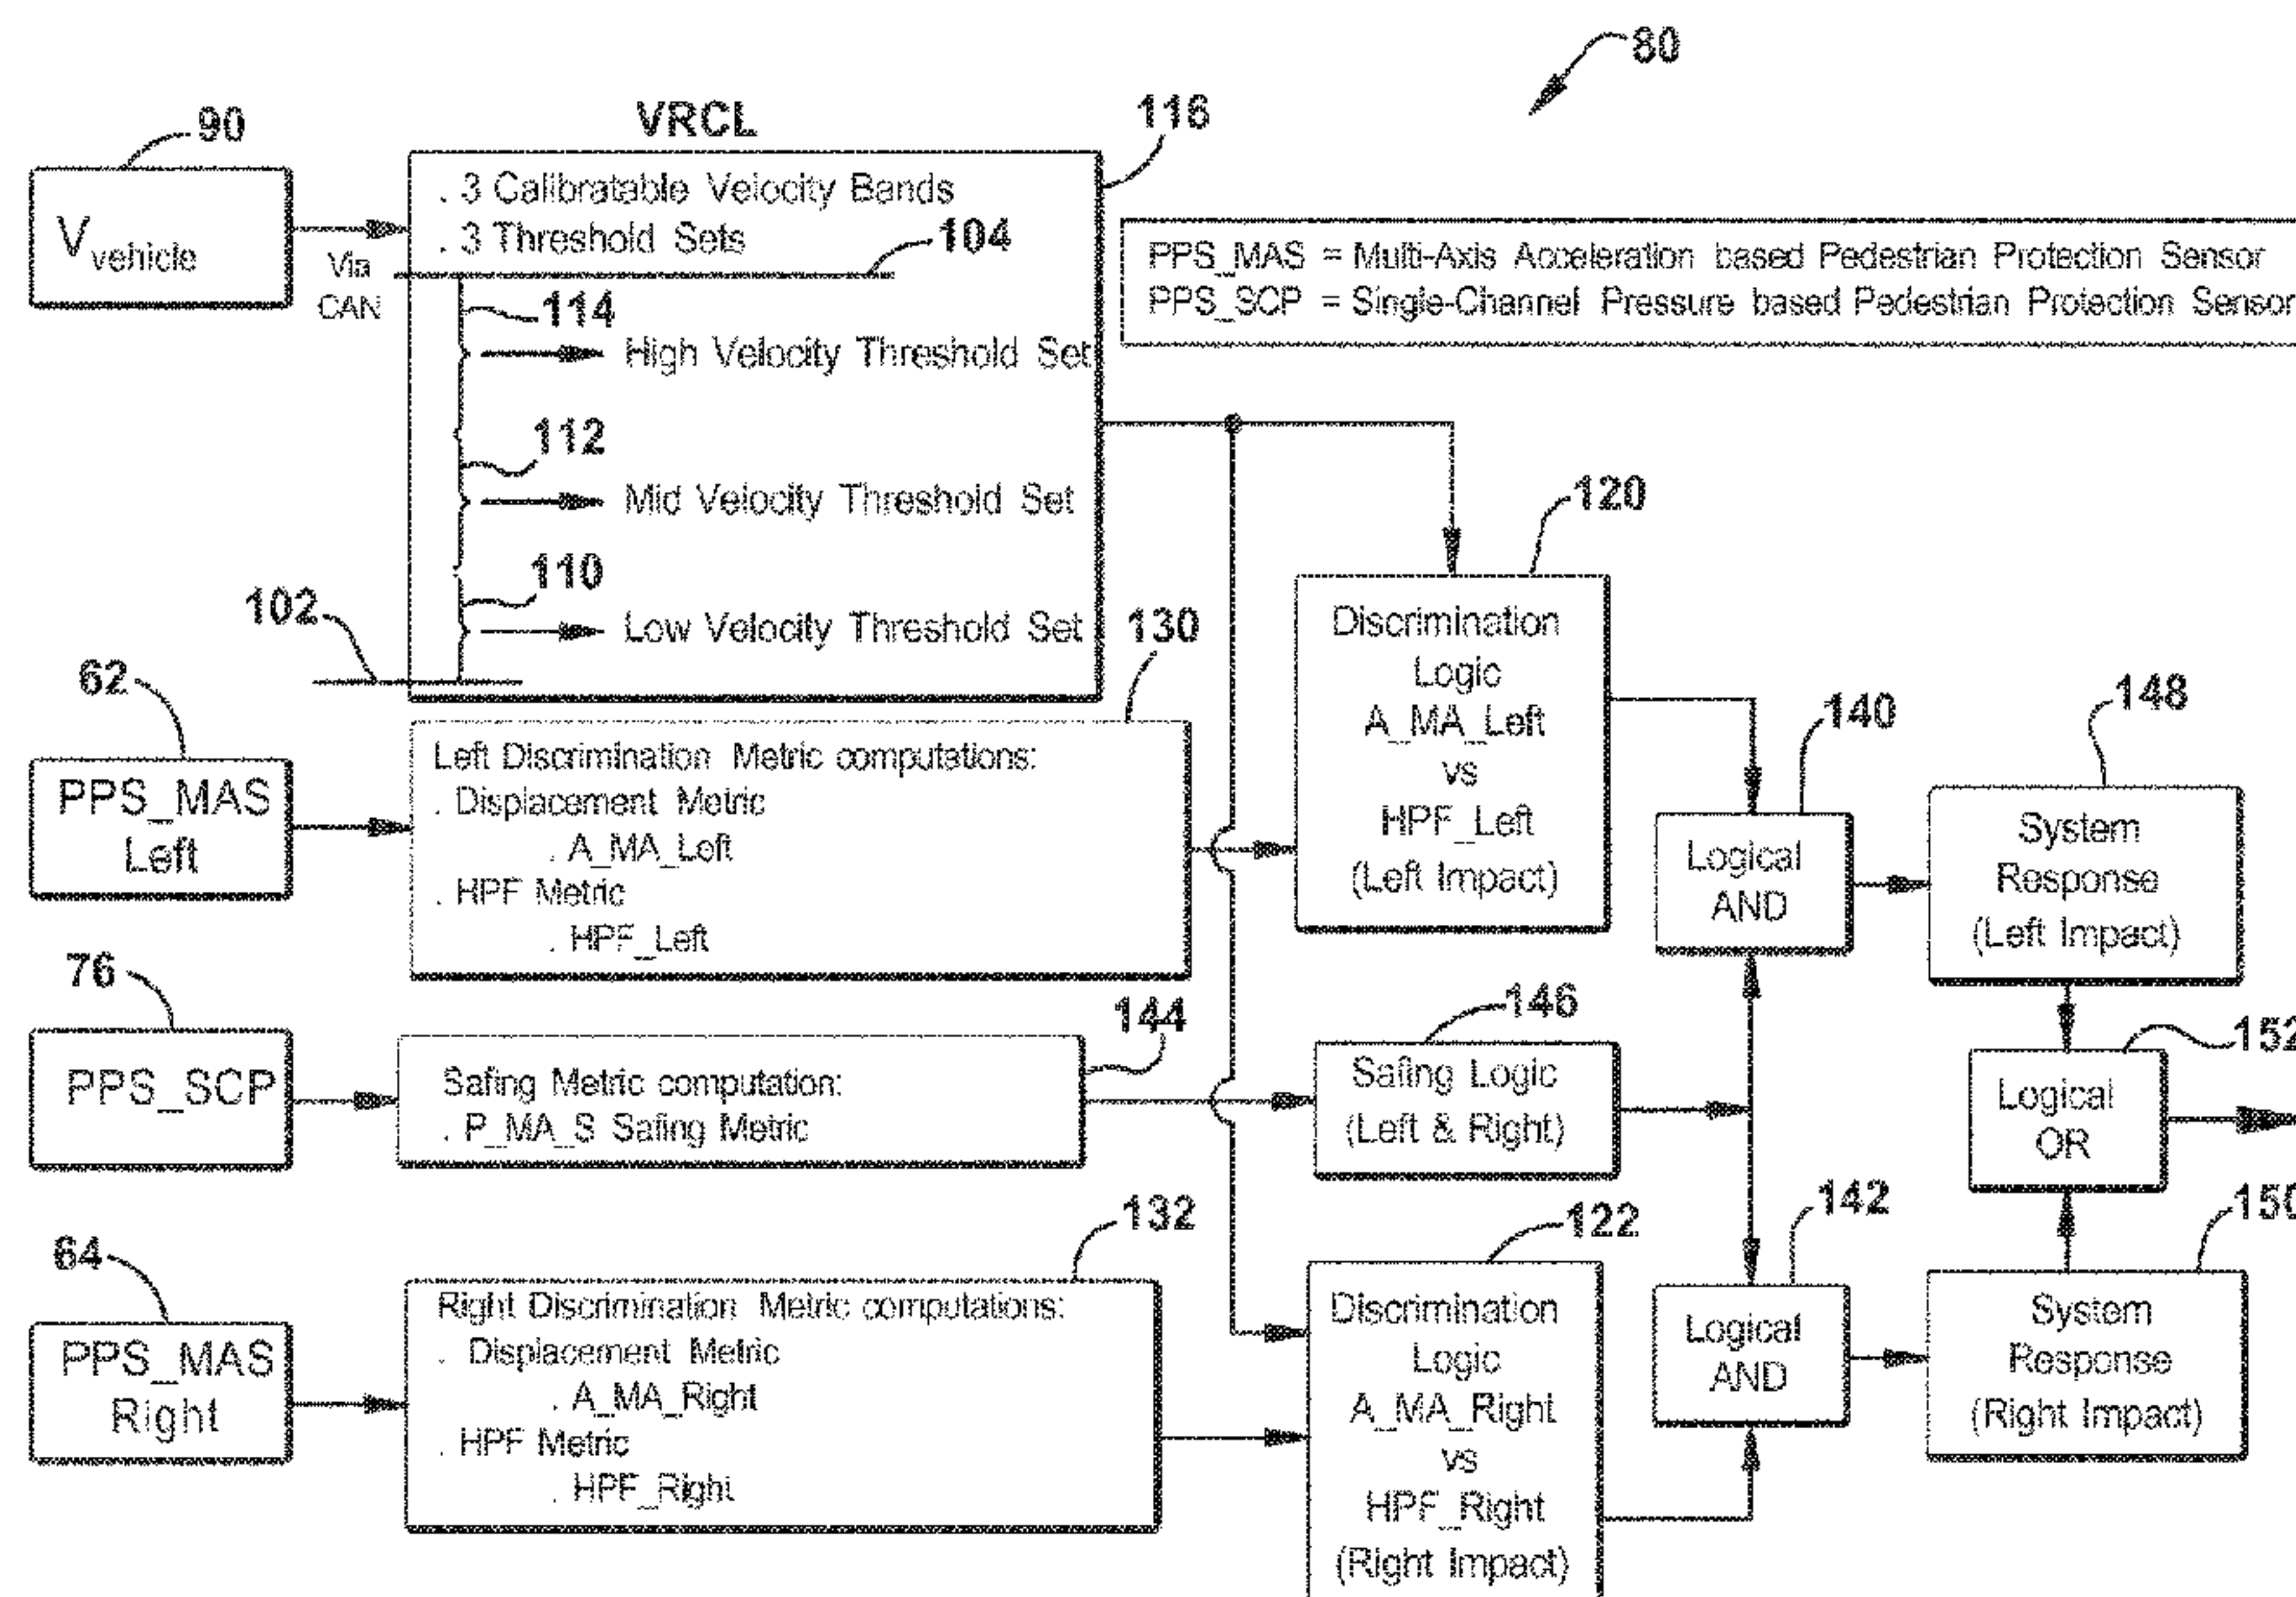 80
90
VRCL
116
V vehicle
Via CAN
. 3 Calibratable Velocity Bands
. 3 Threshold Sets
104
114
High Velocity Threshold Set
112
Mid Velocity Threshold Set
110
Low Velocity Threshold Set
102
PPS_MAS = Multi-Axis Acceleration based Pedestrian Protection Sensor
PPS_SCP = Single-Channel Pressure based Pedestrian Protection Sensor
62
PPS_MAS
Left
130
Left Discrimination Metric computations:
. Displacement Metric
. A_MA_Left
. HPF Metric
. HPF_Left
120
Discrimination
Logic
A_MA_Left
vs
HPF_Left
(Left Impact)
140
Logical
AND
148
System
Response
(Left Impact)
76
PPS_SCP
144
Safing Metric computation:
. P_MA_S Safing Metric
146
Safing Logic
(Left & Right)
152
Logical
OR
64
PPS_MAS
Right
132
Right Discrimination Metric computations:
. Displacement Metric
. A_MA_Right
. HPF Metric
. HPF_Right
122
Discrimination
Logic
A_MA_Right
vs
HPF_Right
(Right Impact)
142
Logical
AND
150
System
Response
(Right Impact)